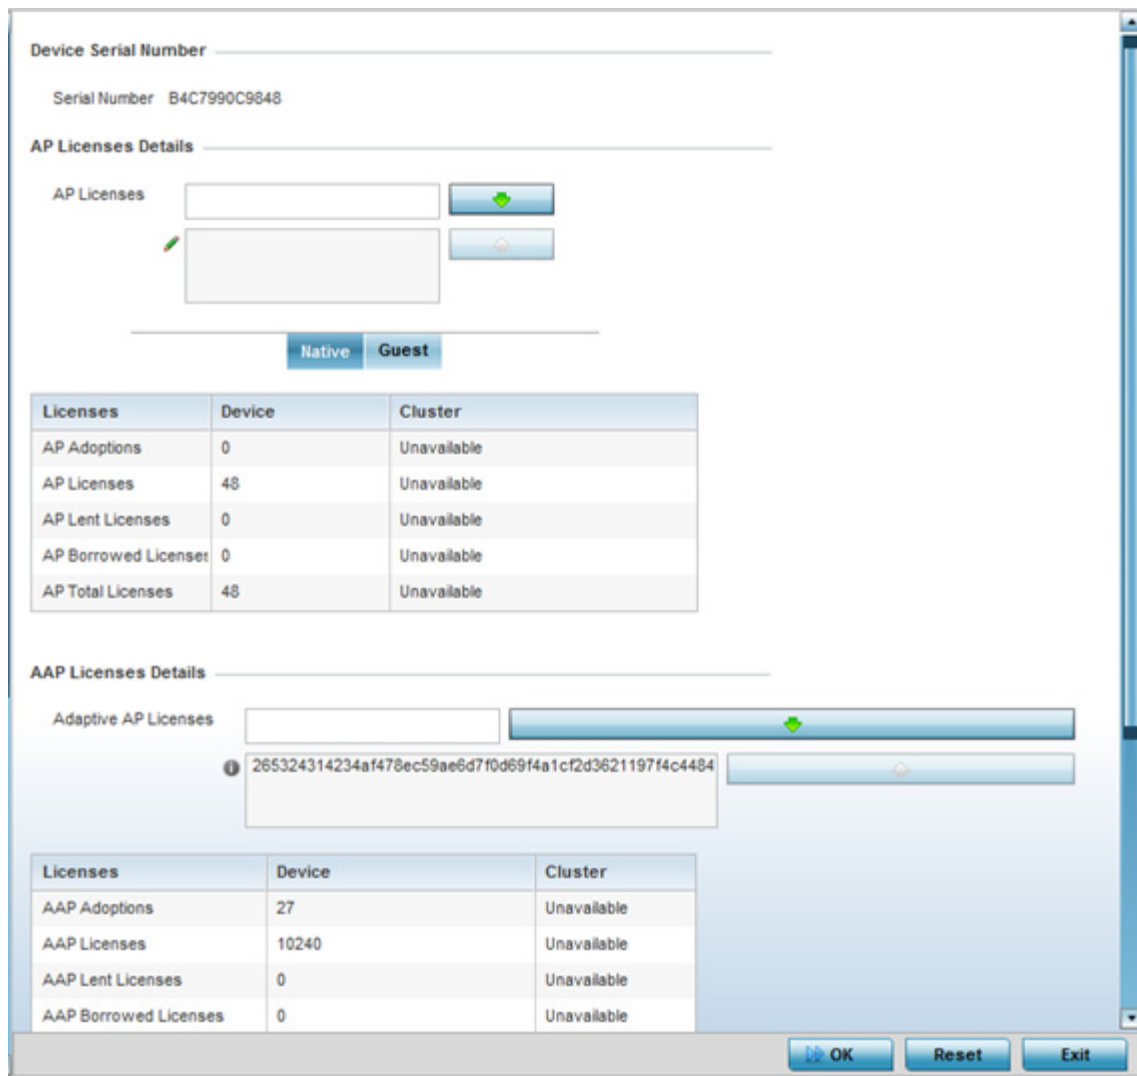 Device Serial Number
Serial Number B4C7990C9848
AP Licenses Details
AP Licenses
Native Guest
Licenses Device Cluster
AP Adoptions 0 Unavailable
AP Licenses 48 Unavailable
AP Lent Licenses 0 Unavailable
AP Borrowed Licenses 0 Unavailable
AP Total Licenses 48 Unavailable
AAP Licenses Details
Adaptive AP Licenses
265324314234af478ec59ae6d7f0d69f4a1cf2d3621197f4c4484
Licenses Device Cluster
AAP Adoptions 27 Unavailable
AAP Licenses 10240 Unavailable
AAP Lent Licenses 0 Unavailable
AAP Borrowed Licenses 0 Unavailable
OK Reset Exit